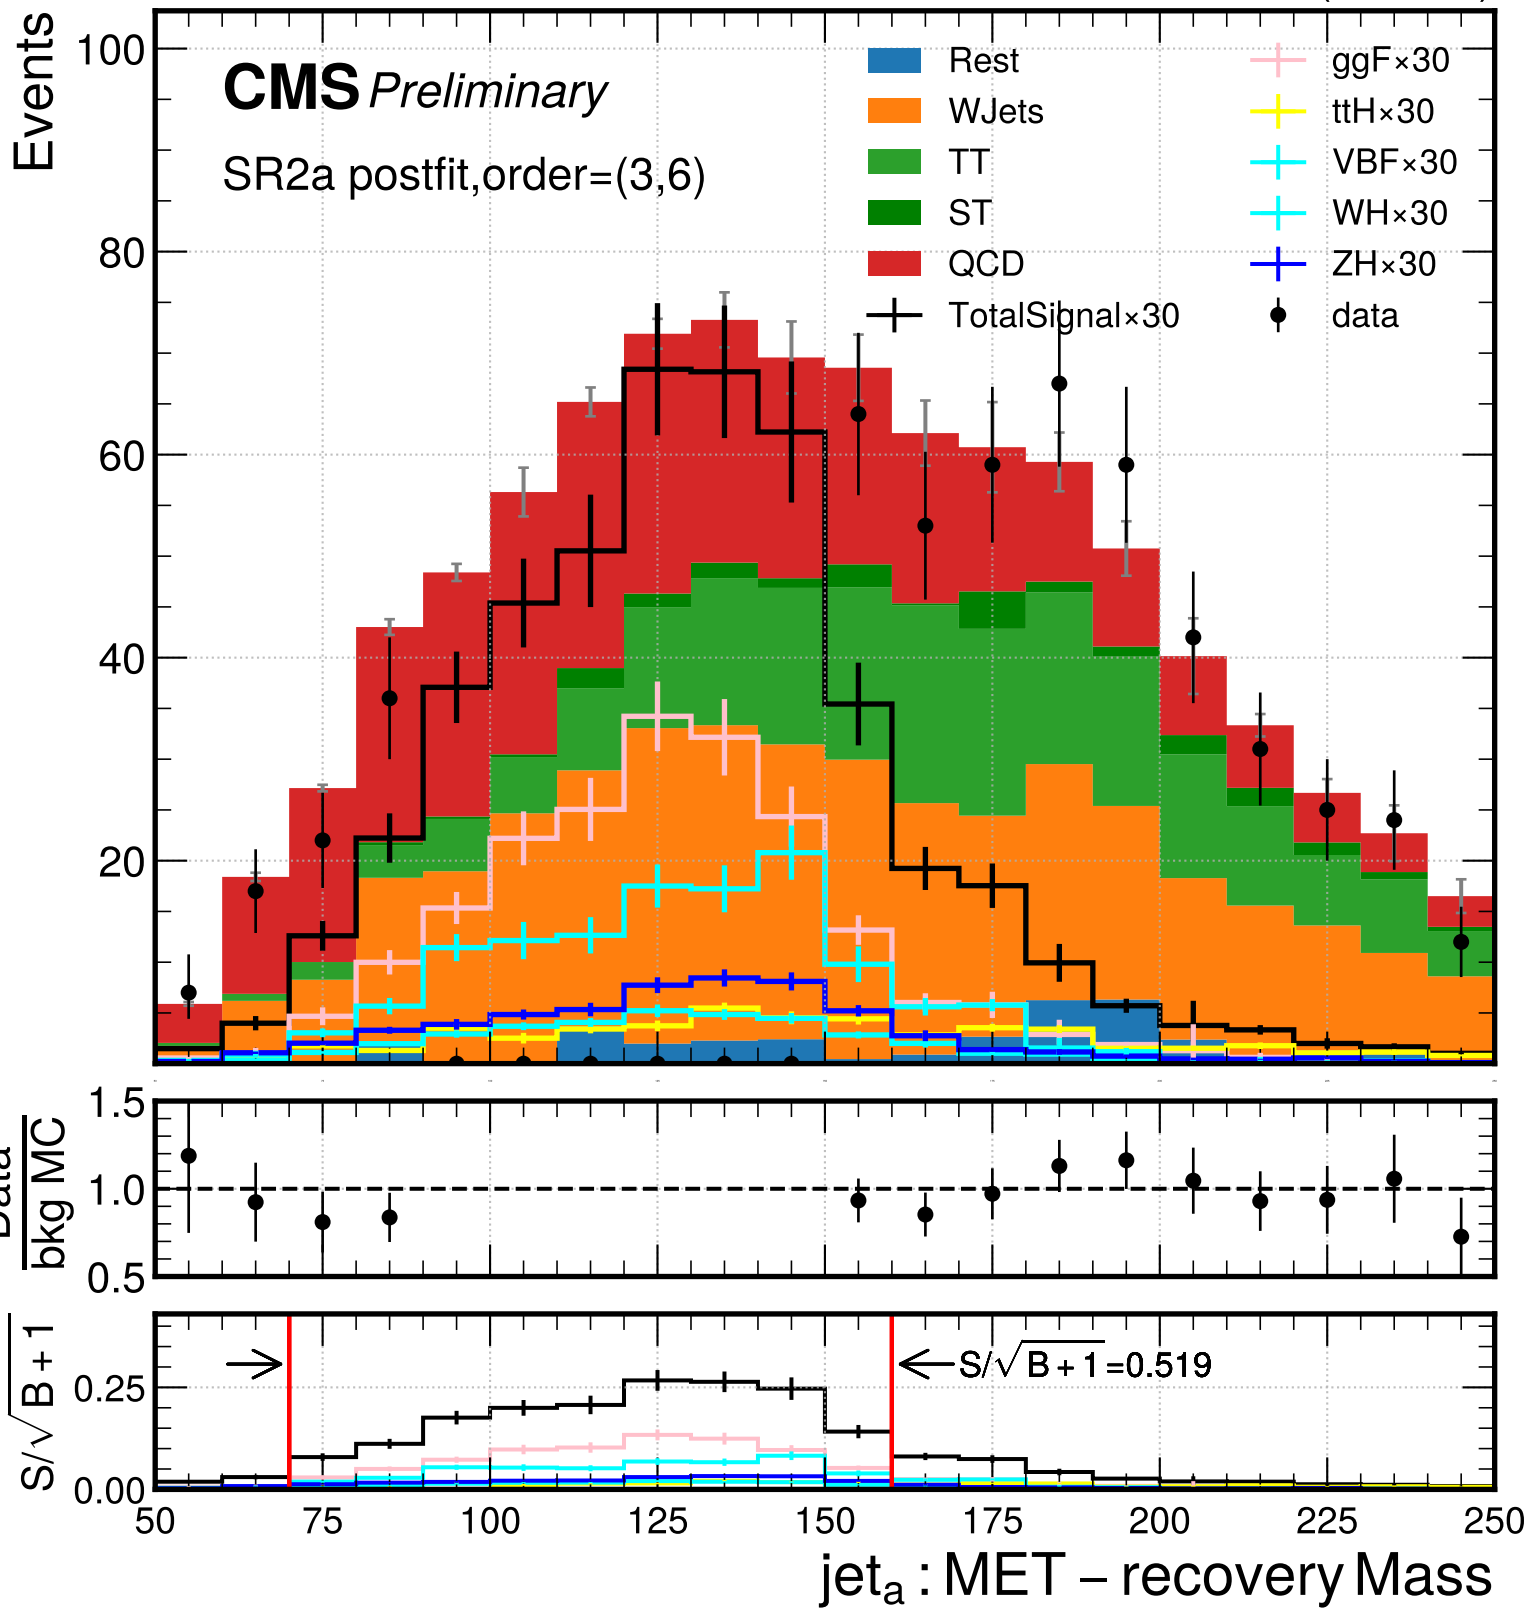 Events
100
80
60
40
20
CMS Preliminary
SR2a postfit,order=(3,6)
Rest
WJets
TT
ST
QCD
TotalSignal×30
ggF×30
ttH×30
VBF×30
WH×30
ZH×30
data
Data
bkg MC
1.5
1.0
0.5
S/√B + 1
0.25
0.00
S/√B + 1=0.519
50 75 100 125 150 175 200 225 250
jet_a : MET − recovery Mass